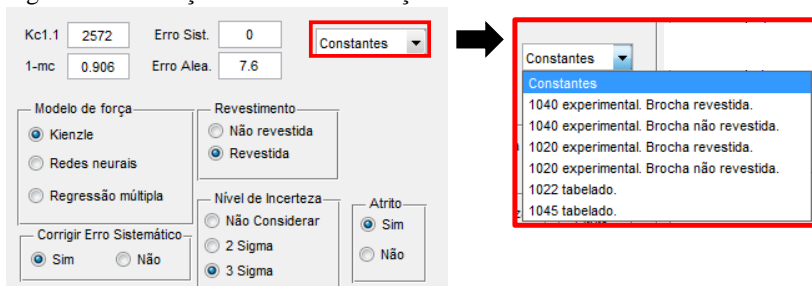 Kc1.1 2572 Erro Sist. 0 Constantes
1-mc 0.906 Erro Alea. 7.6
Modelo de força
Kienzle
Redes neurais
Regressão múltipla
Corrigir Erro Sistemático
Sim Não
Revestimento
Não revestida
Revestida
Nível de Incerteza
Não Considerar
2 Sigma
3 Sigma
Atrito
Sim
Não
Constantes
Constantes
1040 experimental. Brocha revestida.
1040 experimental. Brocha não revestida.
1020 experimental. Brocha revestida.
1020 experimental. Brocha não revestida.
1022 tabelado.
1045 tabelado.